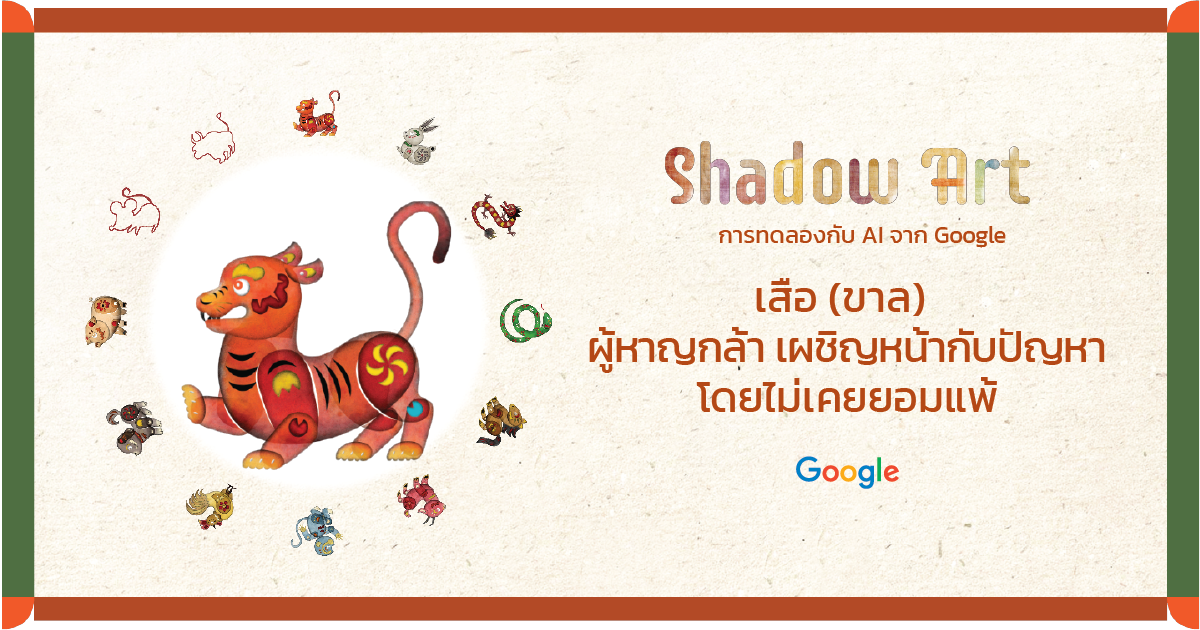 Shadow Art
การทดลองกับ AI จาก Google
เสือ (ขาล)
ผู้หาญกล้า เผชิญหน้ากับปัญหา
โดยไม่เคยยอมแพ้
Google